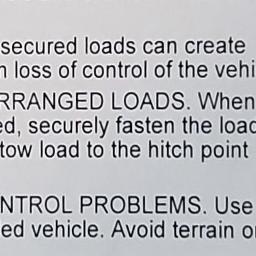 secured loads can create
n loss of control of the vehi
RRANGED LOADS. When
ed, securely fasten the load
tow load to the hitch point
NTROL PROBLEMS. Use
ed vehicle. Avoid terrain o